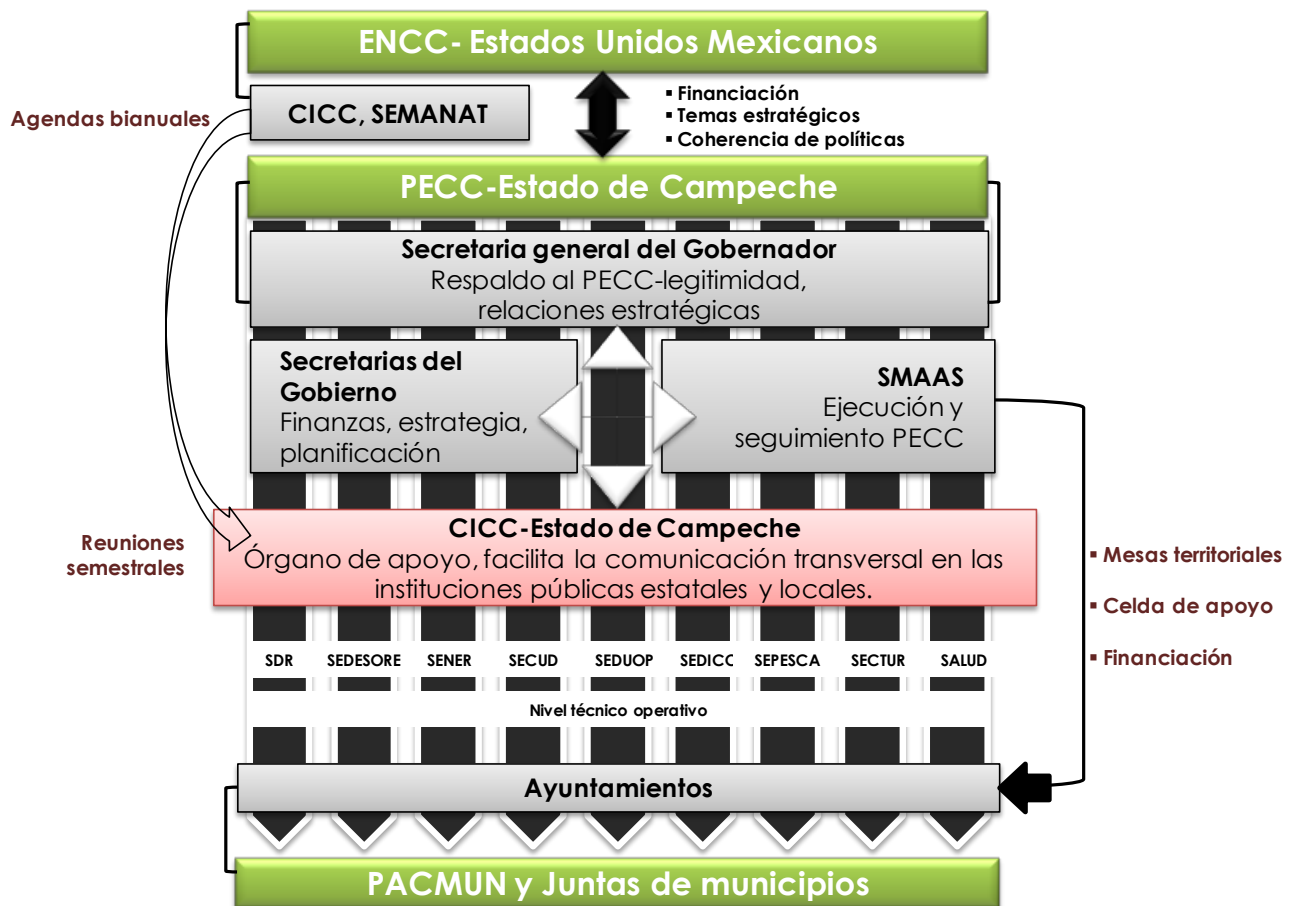 ENCC- Estados Unidos Mexicanos
Agendas bianuales
CICC, SEMANAT
▪ Financiación
▪ Temas estratégicos
▪ Coherencia de políticas
PECC-Estado de Campeche
Secretaria general del Gobernador
Respaldo al PECC-legitimidad,
relaciones estratégicas
Secretarias del
Gobierno
Finanzas, estrategia,
planificación
SMAAS
Ejecución y
seguimiento PECC
Reuniones
semestrales
CICC-Estado de Campeche
Órgano de apoyo, facilita la comunicación transversal en las
instituciones públicas estatales y locales.
▪ Mesas territoriales
▪ Celda de apoyo
▪ Financiación
SDR SEDESORE SENER SECUD SEDUOP SEDICC SEPESCA SECTUR SALUD
Nivel técnico operativo
Ayuntamientos
PACMUN y Juntas de municipios